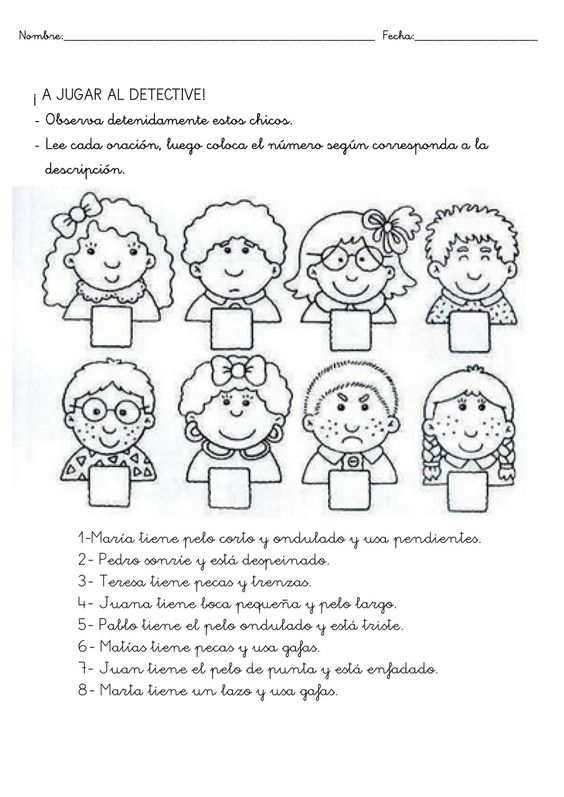 Nombre:________________________________________ Fecha:________________
¡ A JUGAR AL DETECTIVE!
- Observa detenidamente estos chicos.
- Lee cada oración, luego coloca el número según corresponda a la
descripción.
1-María tiene pelo corto y ondulado y usa pendientes.
2- Pedro sonríe y está despeinado.
3- Teresa tiene pecas y trenzas.
4- Juana tiene boca pequeña y pelo largo.
5- Pablo tiene el pelo ondulado y está triste.
6- Matías tiene pecas y usa gafas.
7- Juan tiene el pelo de punta y está enfadado.
8- Marta tiene un lazo y usa gafas.